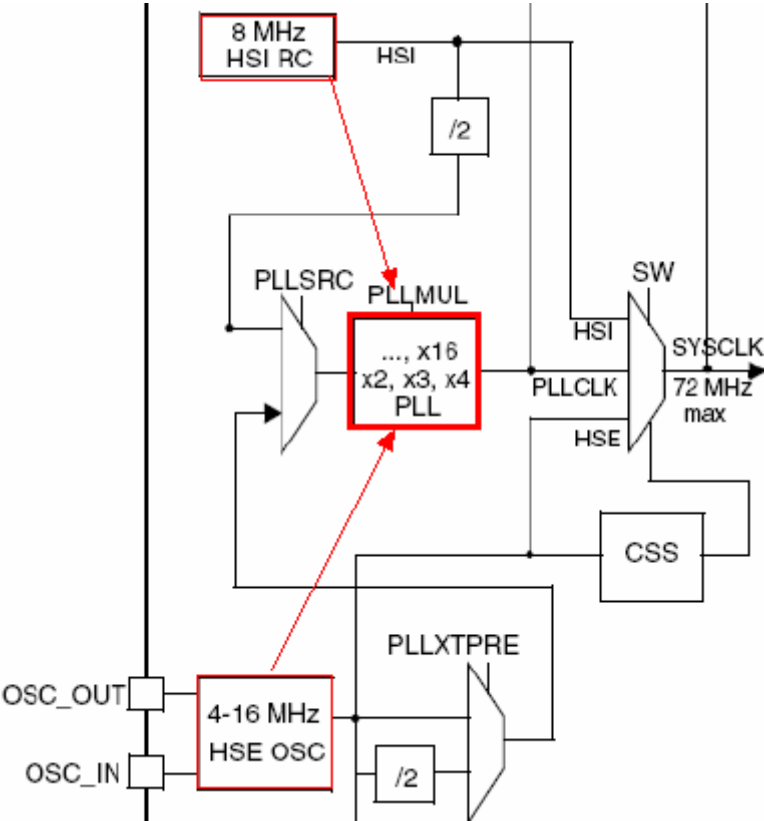 8 MHz
HSI RC
HSI
/2
PLLSRC
PLLMUL
SW
..., x16
x2, x3, x4
PLL
HSI
SYSCLK
PLLCLK
72 MHz
max
HSE
CSS
PLLXTPRE
OSC_OUT
4-16 MHz
HSE OSC
OSC_IN
/2